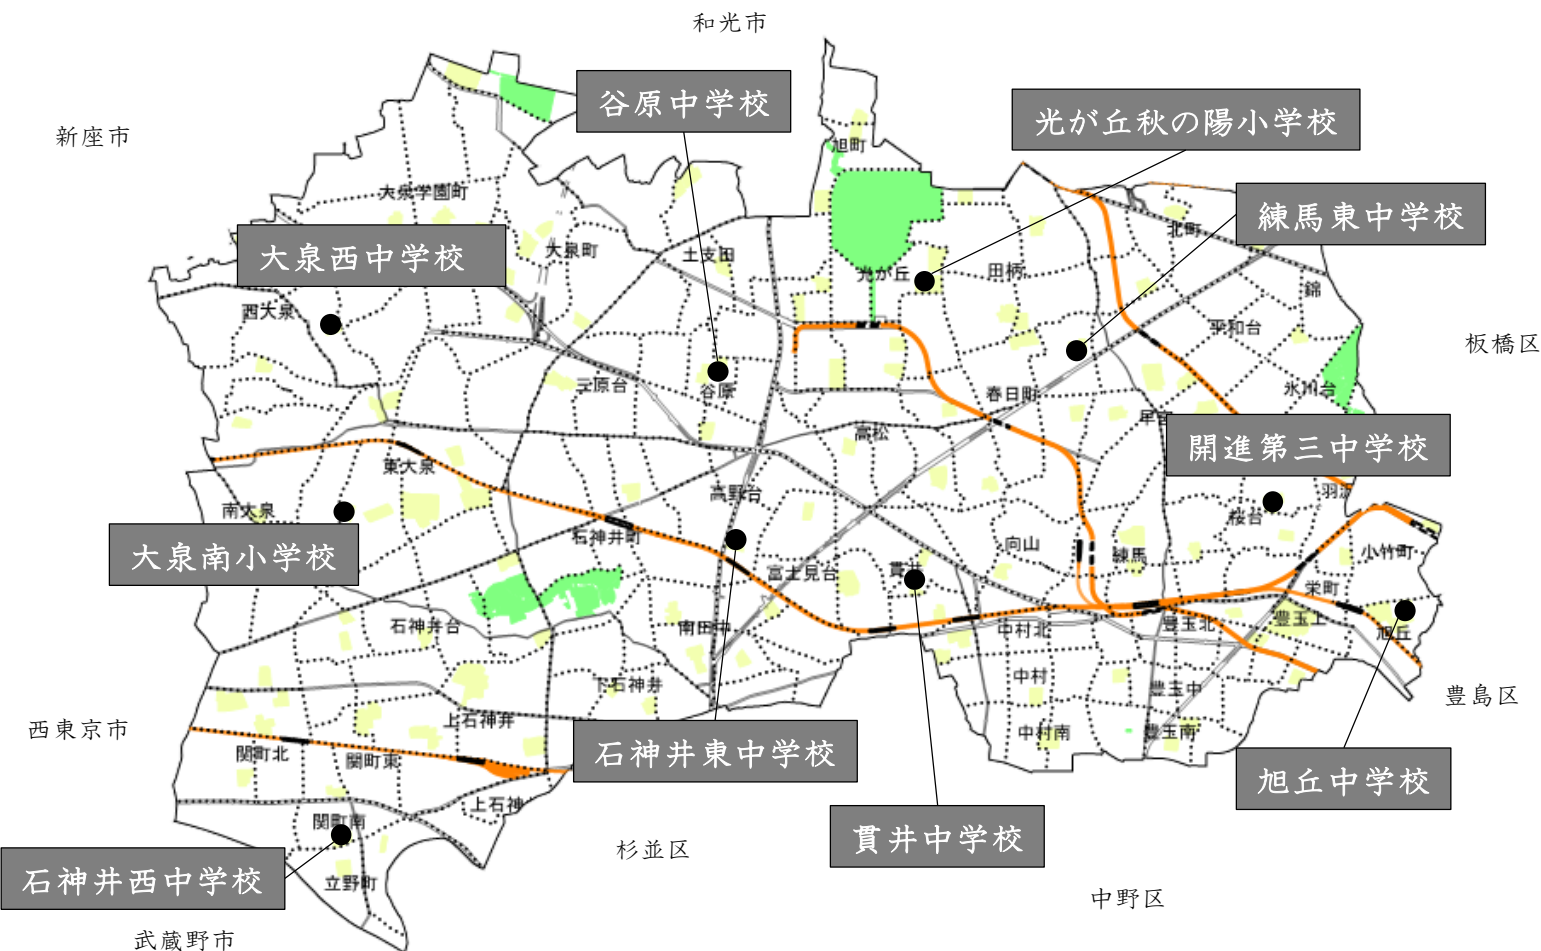 和光市
谷原中学校
光が丘秋の陽小学校
新座市
旭町
大泉学園町
練馬東中学校
北町
大泉西中学校
大泉町
土支田
光が丘
田柄
錦
西大泉
平和台
板橋区
三原台
谷原
春日町
氷川台
早宮
高松
開進第三中学校
東大泉
高野台
羽沢
南大泉
桜台
大泉南小学校
石神井町
向山
練馬
小竹町
富士見台
貫井
栄町
石神井台
南田中
中村北
豊玉北
豊玉上
旭丘
下石神井
中村
豊玉中
豊島区
上石神井
西東京市
中村南
豊玉南
関町北
関町東
石神井東中学校
旭丘中学校
上石神
関町南
貫井中学校
杉並区
石神井西中学校
立野町
中野区
武蔵野市